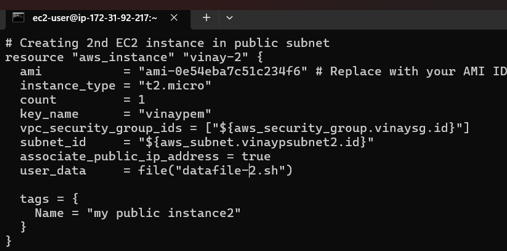 ec2-user@ip-172-31-92-217:~ × + ˅
# Creating 2nd EC2 instance in public subnet
resource "aws_instance" "vinay-2" {
  ami           = "ami-0e54eba7c51c234f6" # Replace with your AMI ID
  instance_type = "t2.micro"
  count         = 1
  key_name      = "vinaypem"
  vpc_security_group_ids = ["${aws_security_group.vinaysg.id}"]
  subnet_id     = "${aws_subnet.vinaypsubnet2.id}"
  associate_public_ip_address = true
  user_data     = file("datafile-2.sh")

  tags = {
    Name = "my public instance2"
  }
}